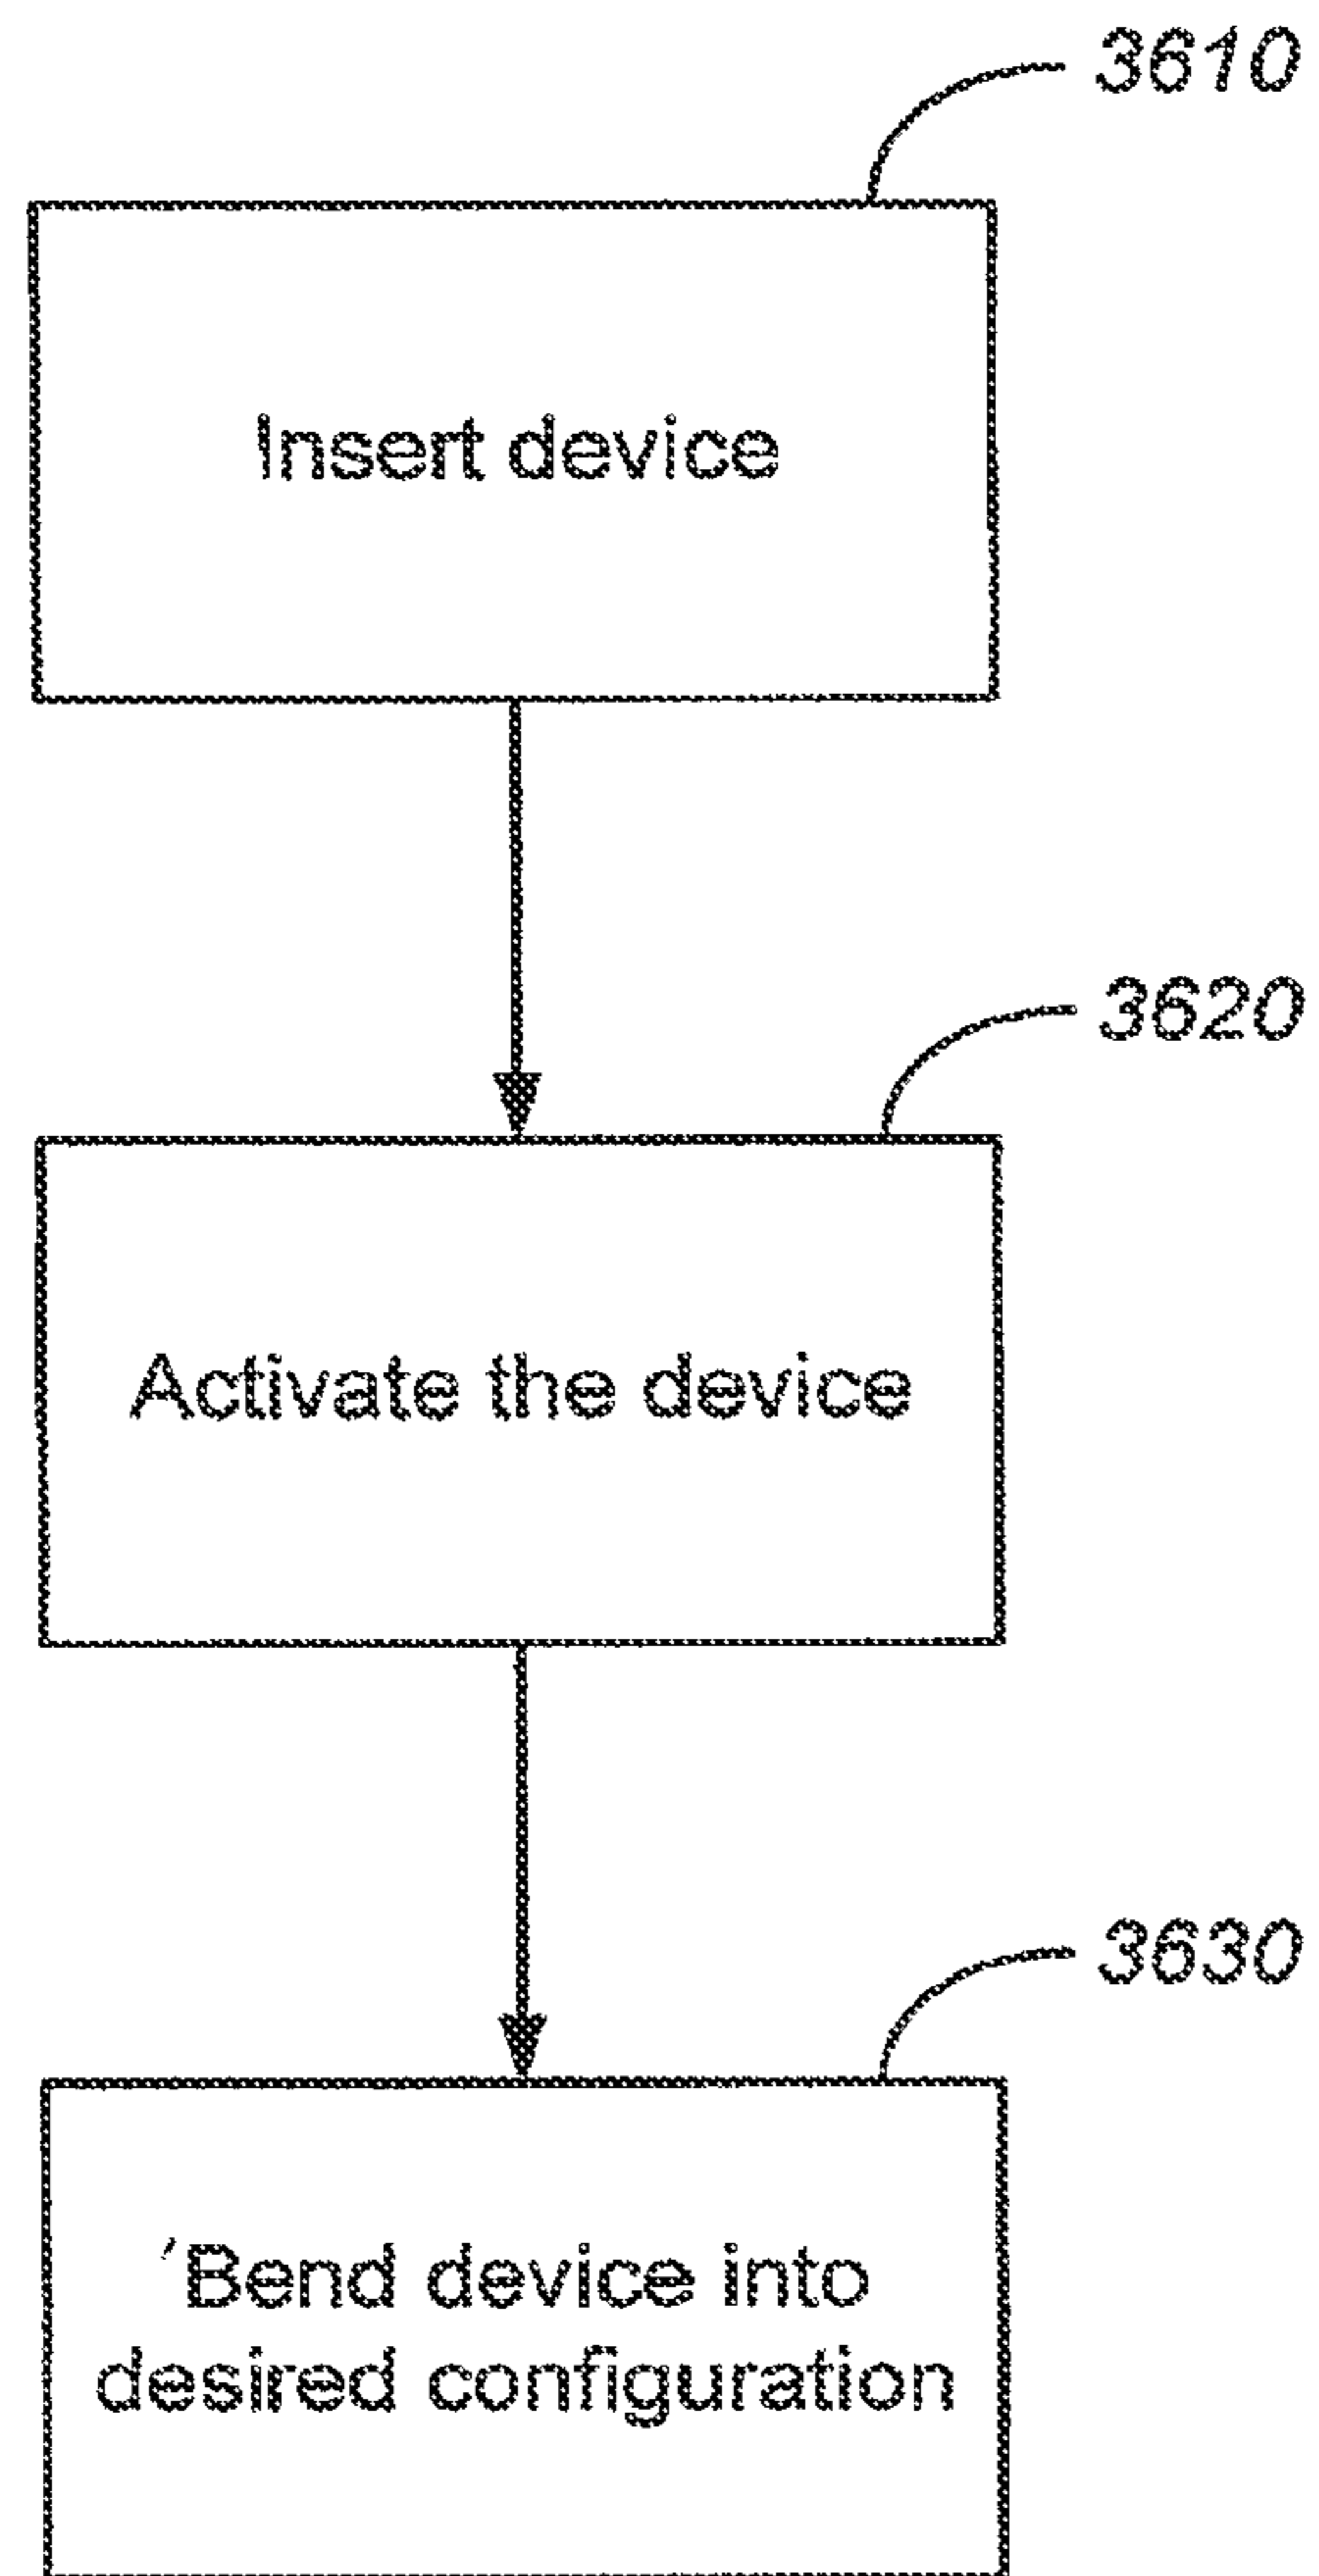 3610
Insert device
3620
Activate the device
3630
'Bend device into
desired configuration